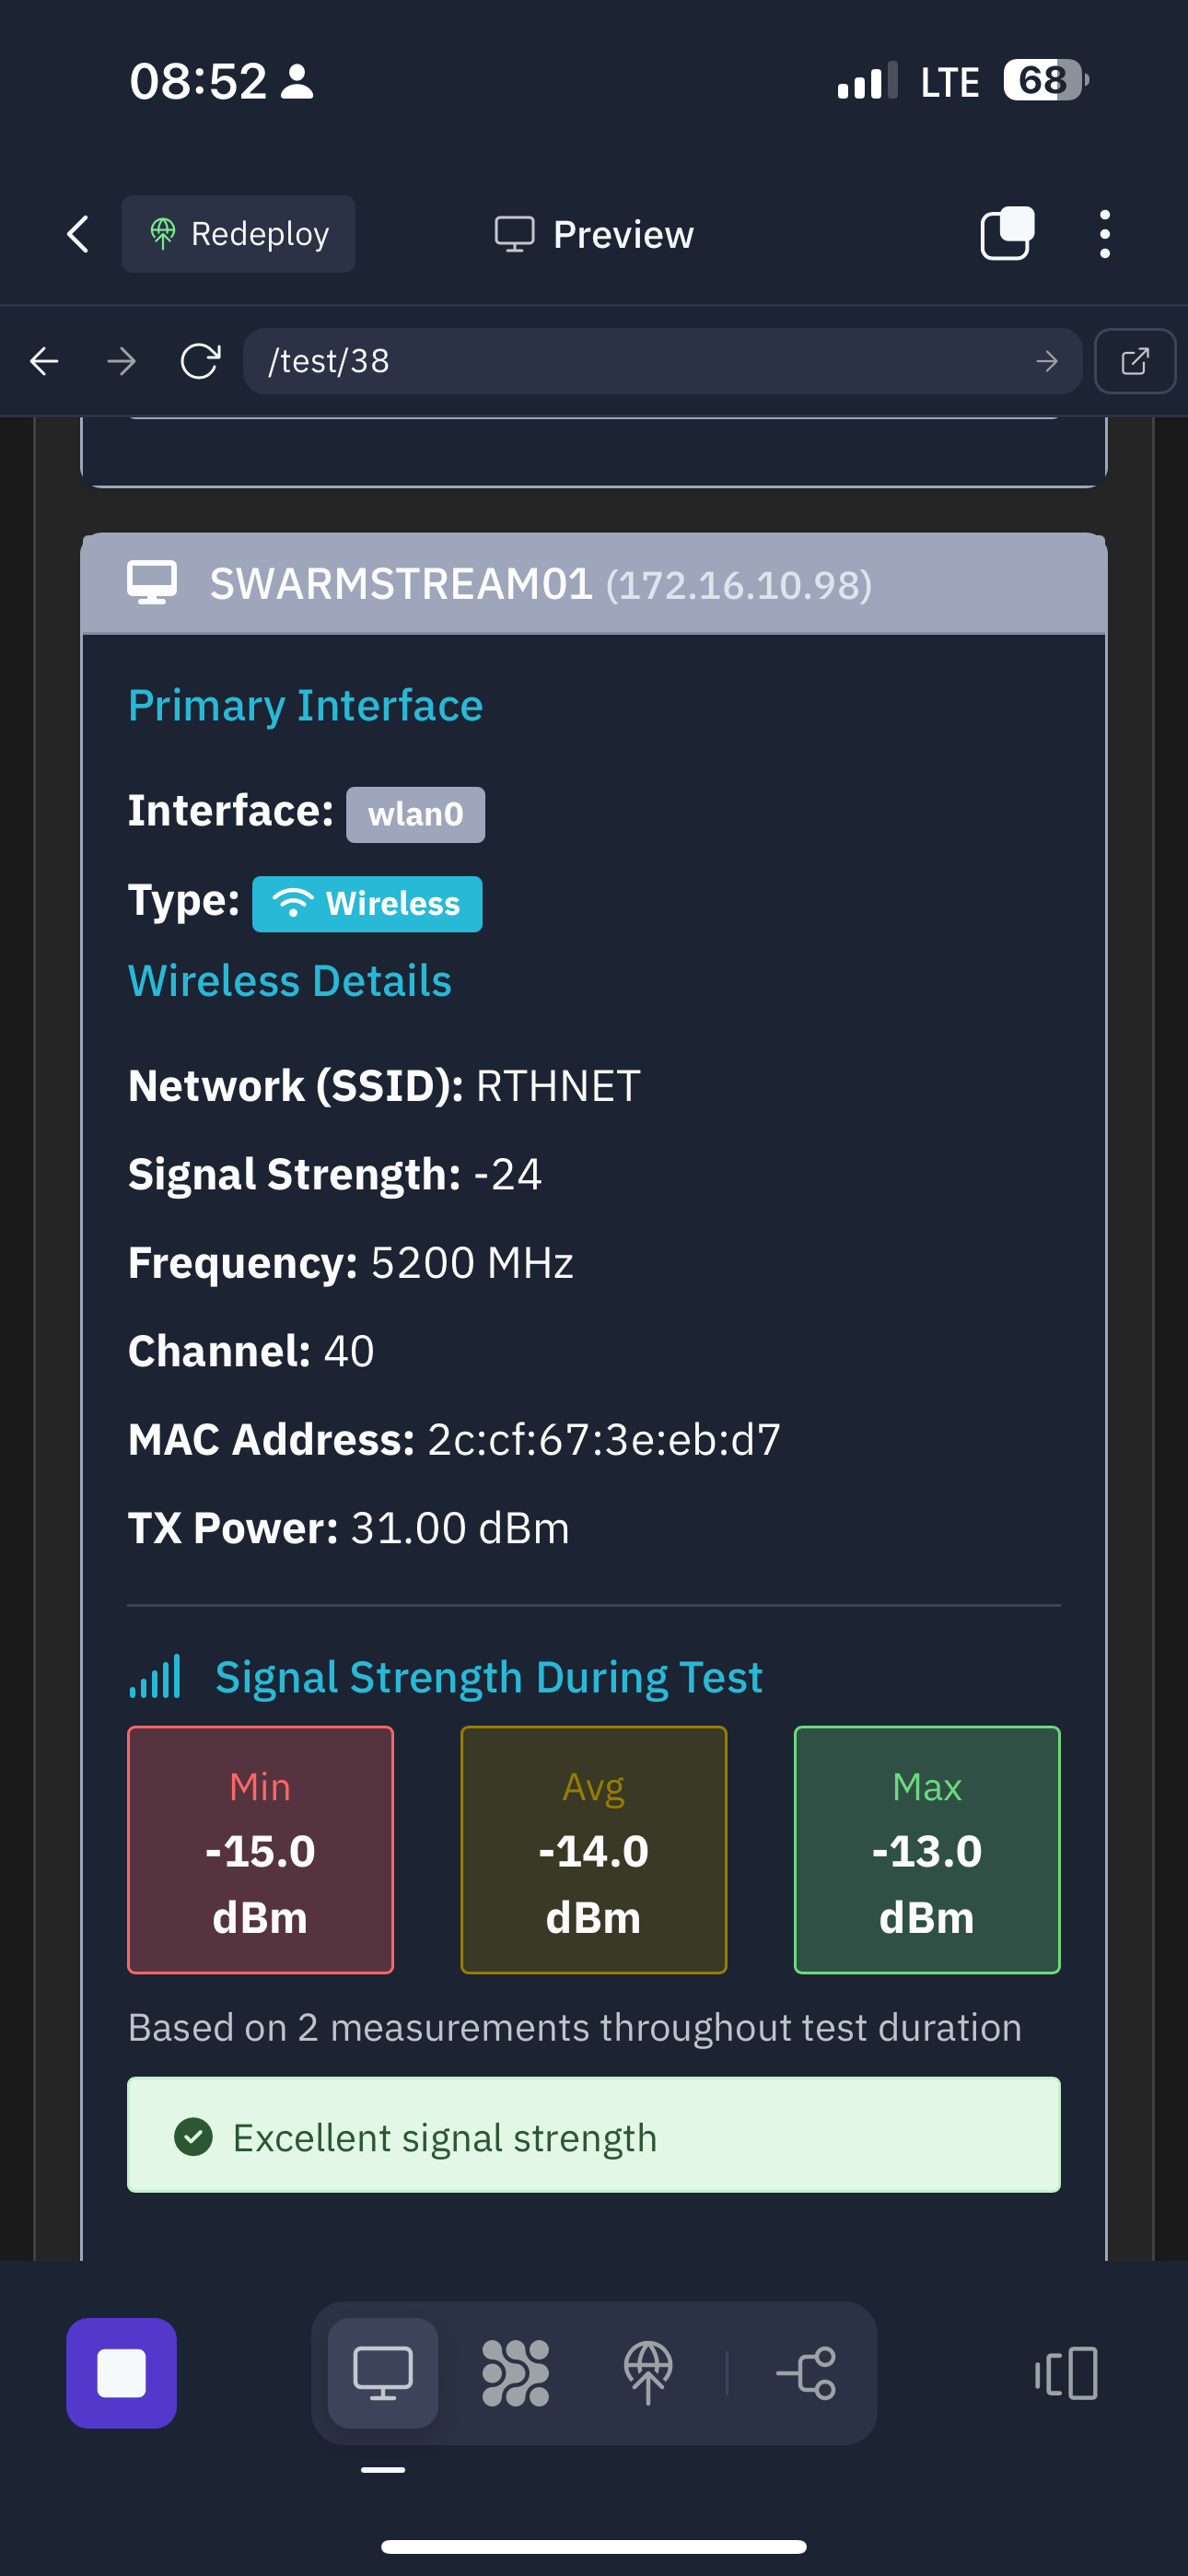 08:52
LTE 68
Redeploy
Preview
/test/38
SWARMSTREAM01 (172.16.10.98)
Primary Interface
Interface: wlan0
Type: Wireless
Wireless Details
Network (SSID): RTHNET
Signal Strength: -24
Frequency: 5200 MHz
Channel: 40
MAC Address: 2c:cf:67:3e:eb:d7
TX Power: 31.00 dBm
Signal Strength During Test
Min
-15.0
dBm
Avg
-14.0
dBm
Max
-13.0
dBm
Based on 2 measurements throughout test duration
Excellent signal strength